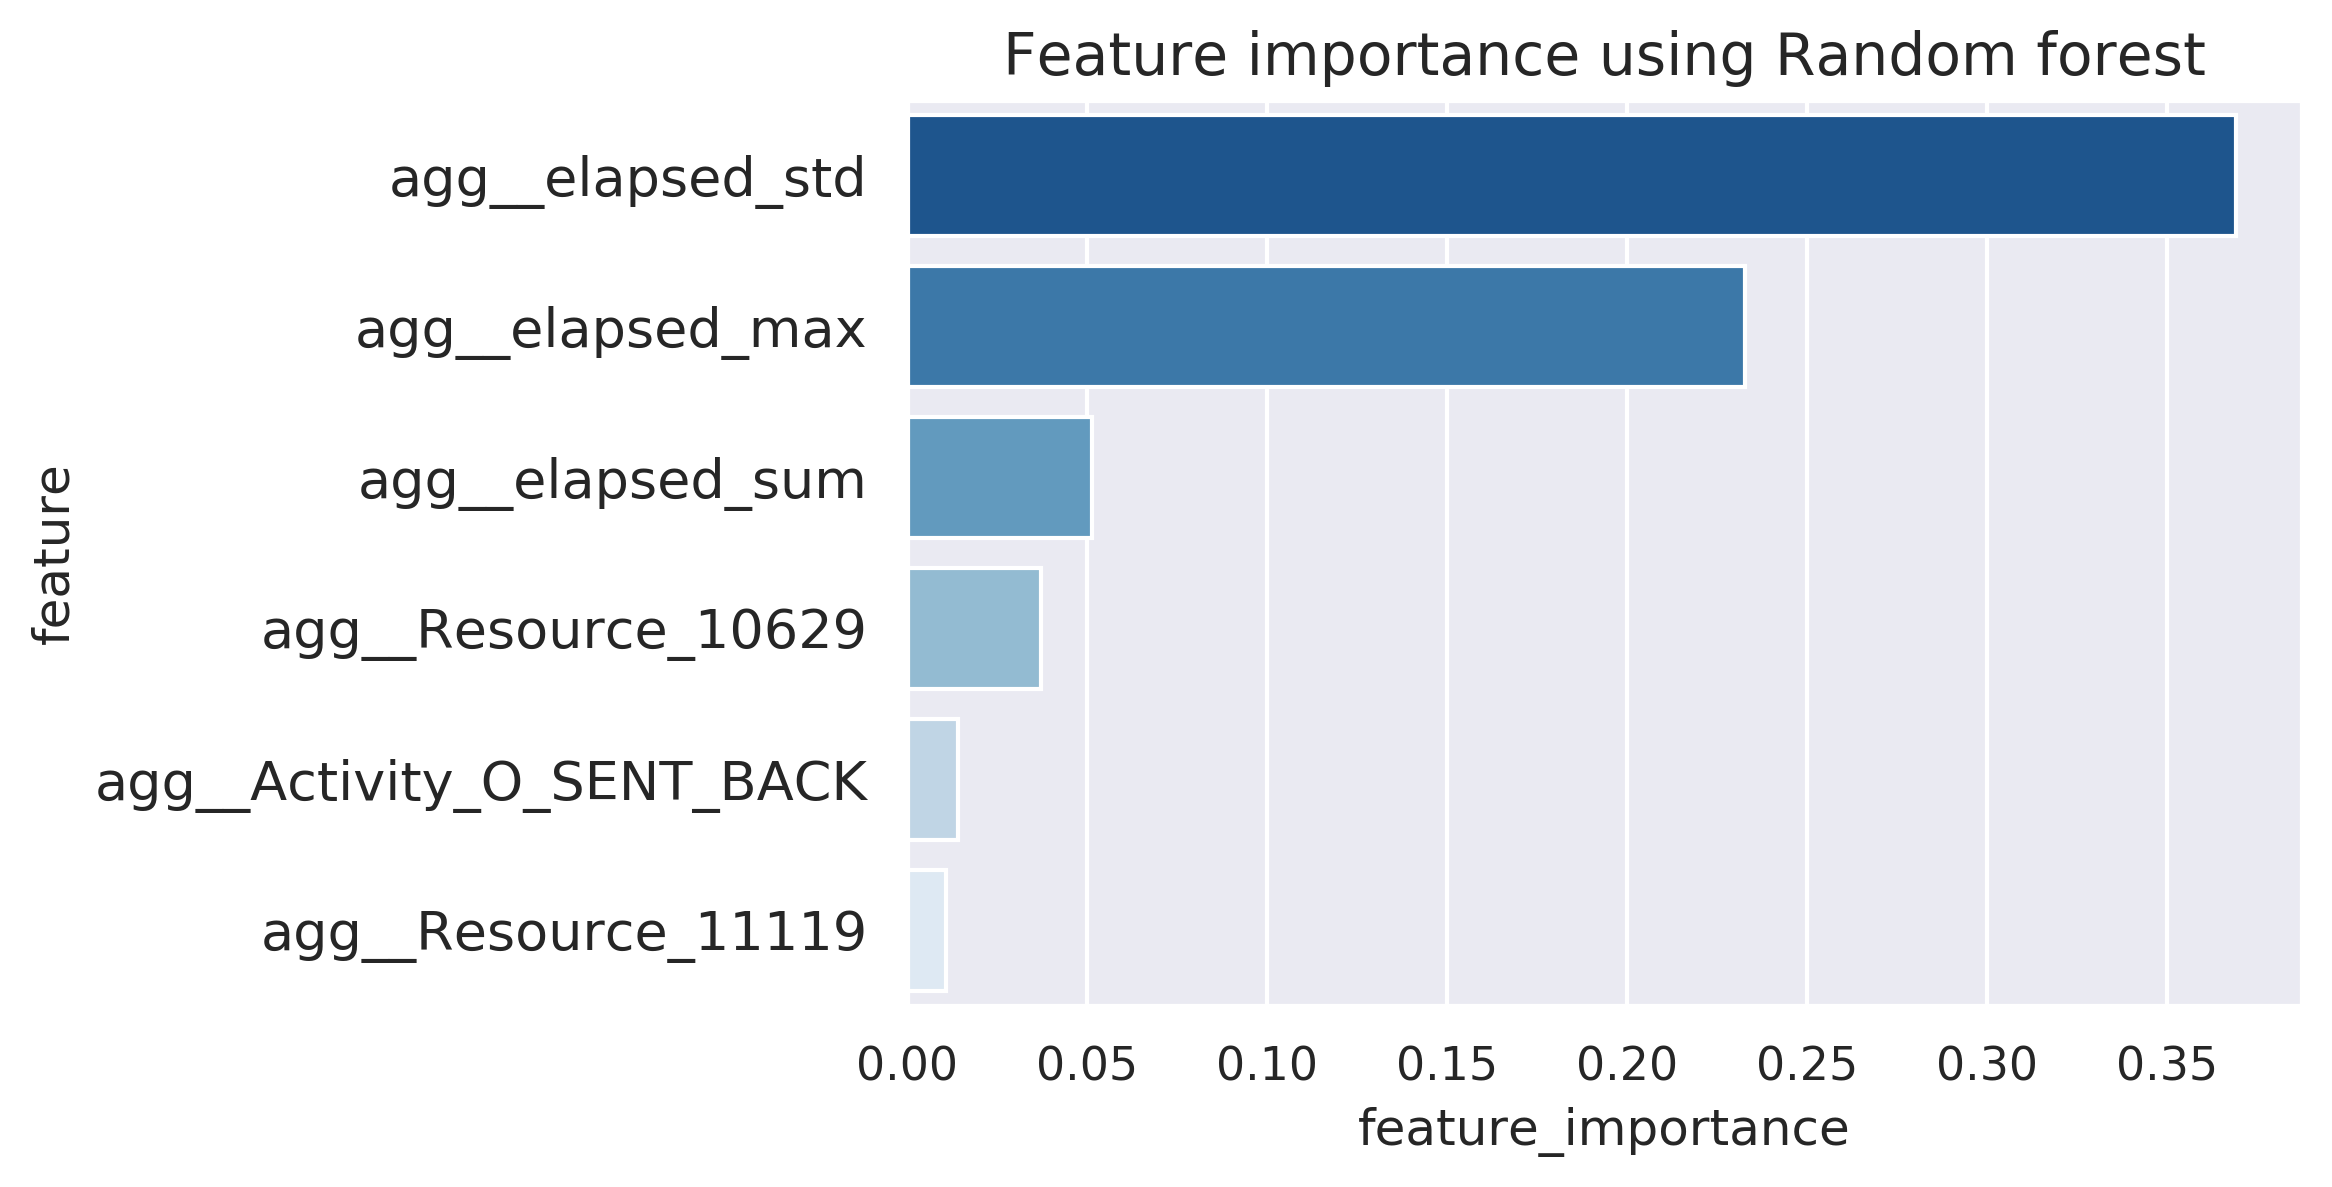 Feature importance using Random forest
feature
agg__elapsed_std
agg__elapsed_max
agg__elapsed_sum
agg__Resource_10629
agg__Activity_O_SENT_BACK
agg__Resource_11119
0.00 0.05 0.10 0.15 0.20 0.25 0.30 0.35
feature_importance